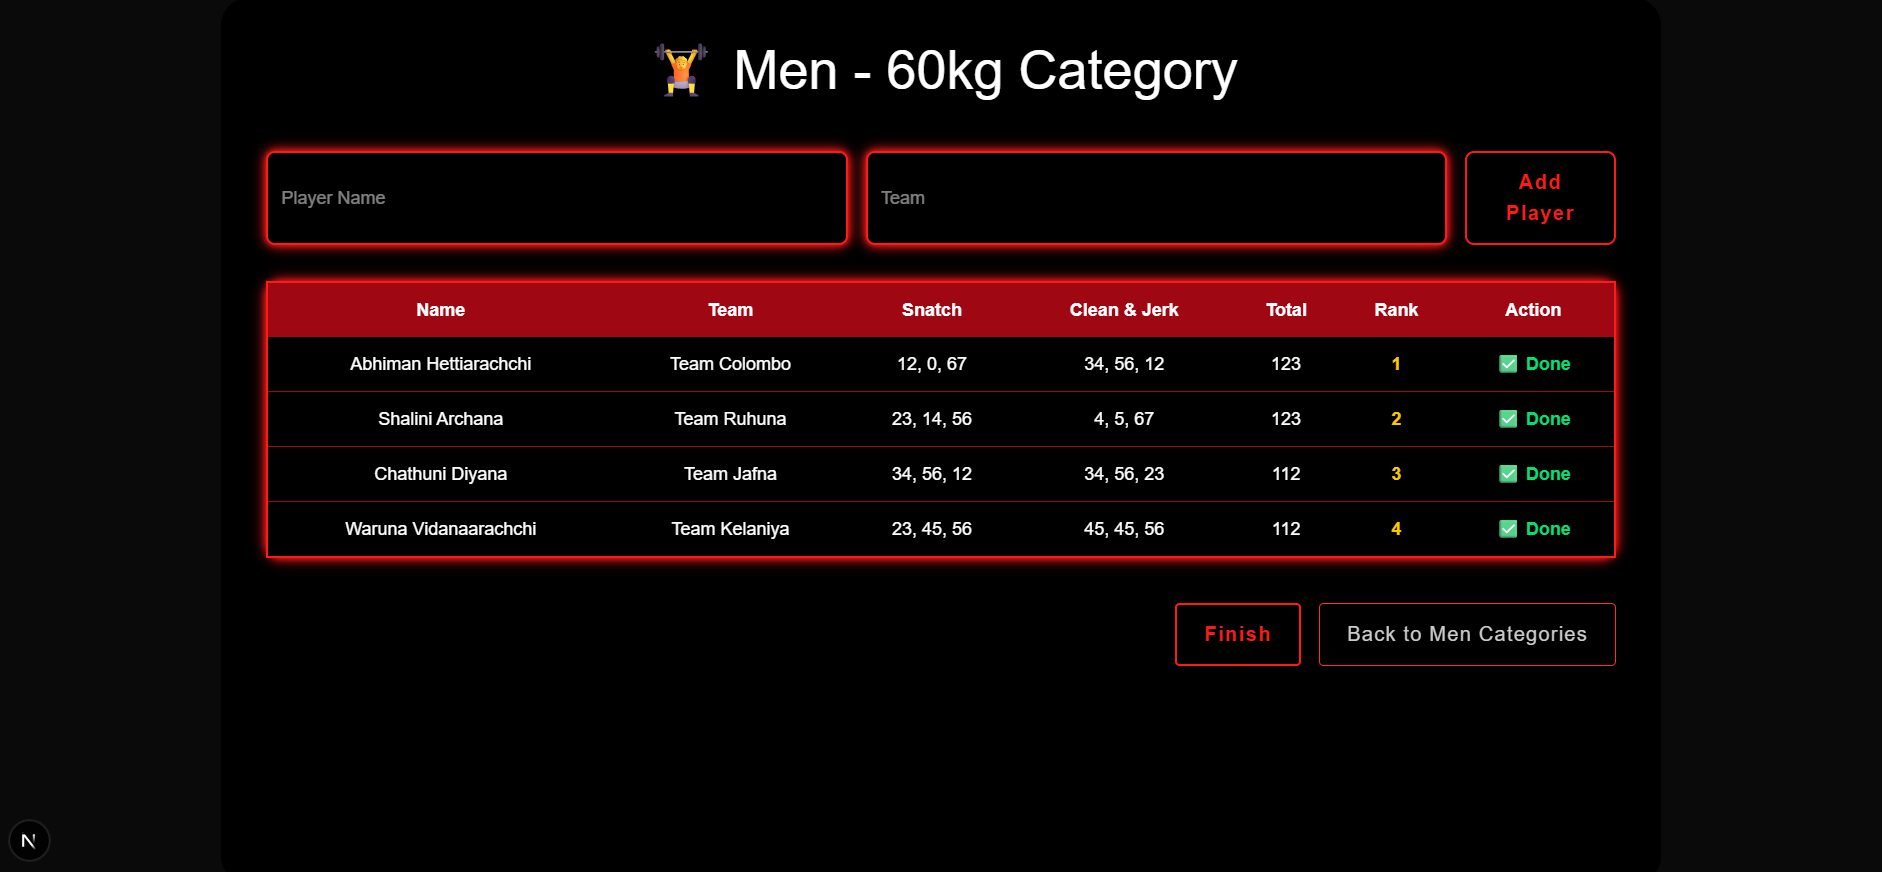 Men - 60kg Category
Player Name
Team
Add
Player
Name Team Snatch Clean & Jerk Total Rank Action
Abhiman Hettiarachchi Team Colombo 12, 0, 67 34, 56, 12 123 1 Done
Shalini Archana Team Ruhuna 23, 14, 56 4, 5, 67 123 2 Done
Chathuni Diyana Team Jafna 34, 56, 12 34, 56, 23 112 3 Done
Waruna Vidanaarachchi Team Kelaniya 23, 45, 56 45, 45, 56 112 4 Done
Finish Back to Men Categories
N